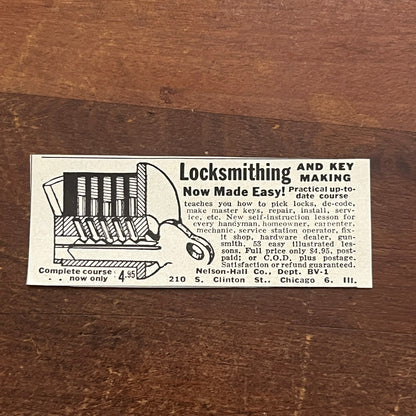 Locksmithing AND KEY MAKING
Now Made Easy! Practical up-to-
date course
teaches you how to pick locks, de-code,
make master keys, repair, install, serv-
ice, etc. New self-instruction lesson for
every handyman, homeowner, carpenter,
mechanic, service station operator, fix-
it shop, hardware dealer, gun-
smith. 53 easy illustrated les-
sons. Full price only $4.95, post-
paid; or C.O.D. plus postage.
Satisfaction or refund guaranteed.
Nelson-Hall Co., Dept. BV-1
210 S. Clinton St., Chicago 6, Ill.
Complete course
. . now only 4.95